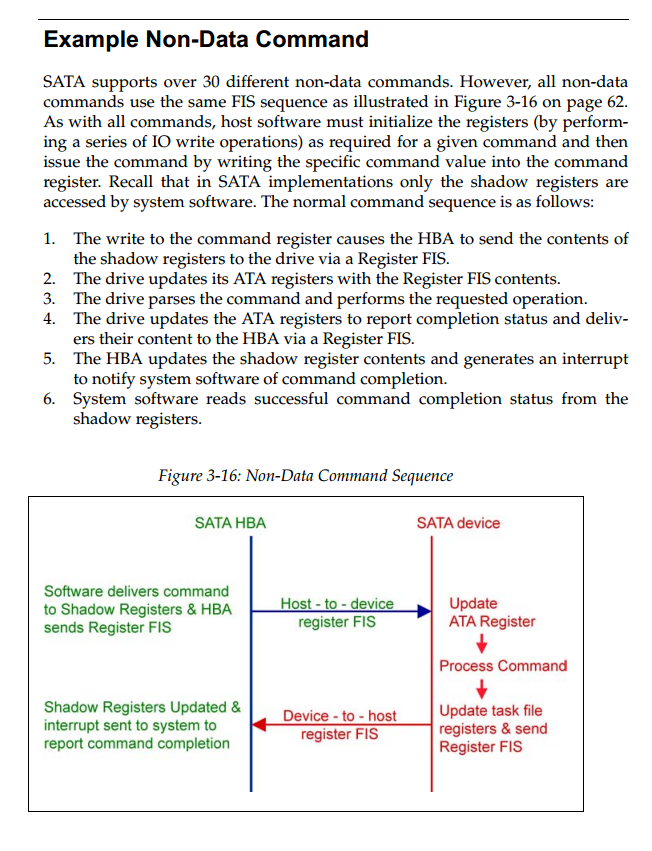 Example Non-Data Command
SATA supports over 30 different non-data commands. However, all non-data
commands use the same FIS sequence as illustrated in Figure 3-16 on page 62.
As with all commands, host software must initialize the registers (by perform-
ing a series of IO write operations) as required for a given command and then
issue the command by writing the specific command value into the command
register. Recall that in SATA implementations only the shadow registers are
accessed by system software. The normal command sequence is as follows:
1. The write to the command register causes the HBA to send the contents of
the shadow registers to the drive via a Register FIS.
2. The drive updates its ATA registers with the Register FIS contents.
3. The drive parses the command and performs the requested operation.
4. The drive updates the ATA registers to report completion status and deliv-
ers their content to the HBA via a Register FIS.
5. The HBA updates the shadow register contents and generates an interrupt
to notify system software of command completion.
6. System software reads successful command completion status from the
shadow registers.
Figure 3-16: Non-Data Command Sequence
SATA HBA
SATA device
Software delivers command
to Shadow Registers & HBA
sends Register FIS
Host - to - device
register FIS
Update
ATA Register
Process Command
Shadow Registers Updated &
interrupt sent to system to
report command completion
Device - to - host
register FIS
Update task file
registers & send
Register FIS